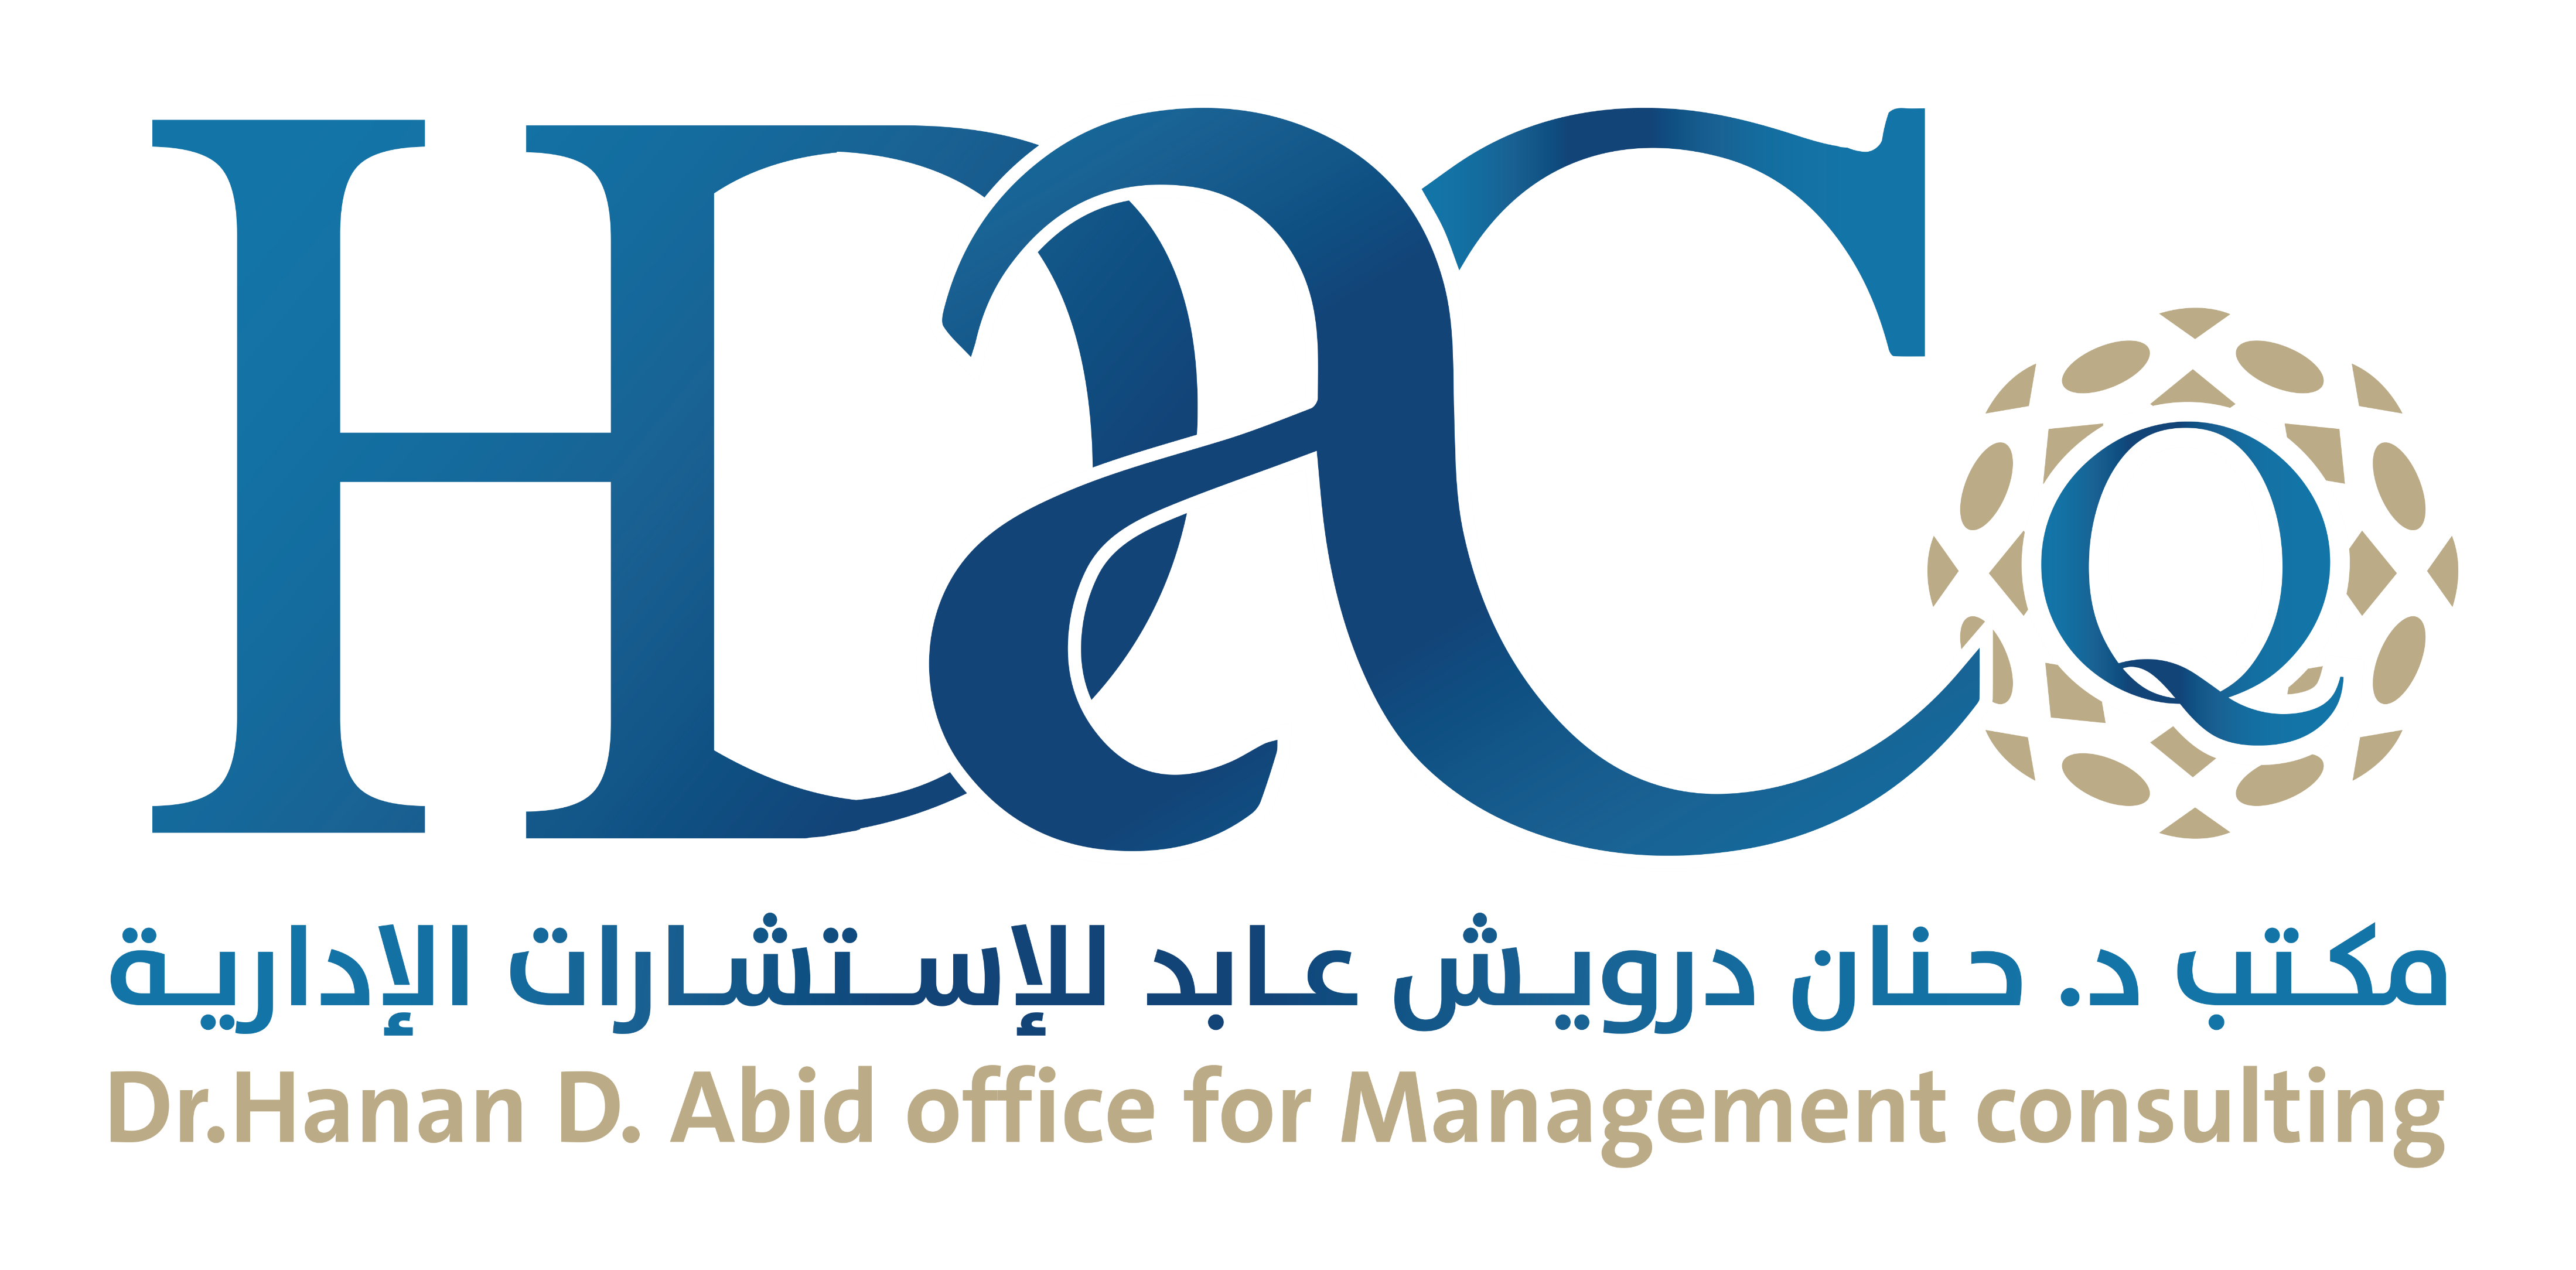 HDaCQ
مكتب د. حنان درويش عابد للإستشارات الإدارية
Dr.Hanan D. Abid office for Management consulting